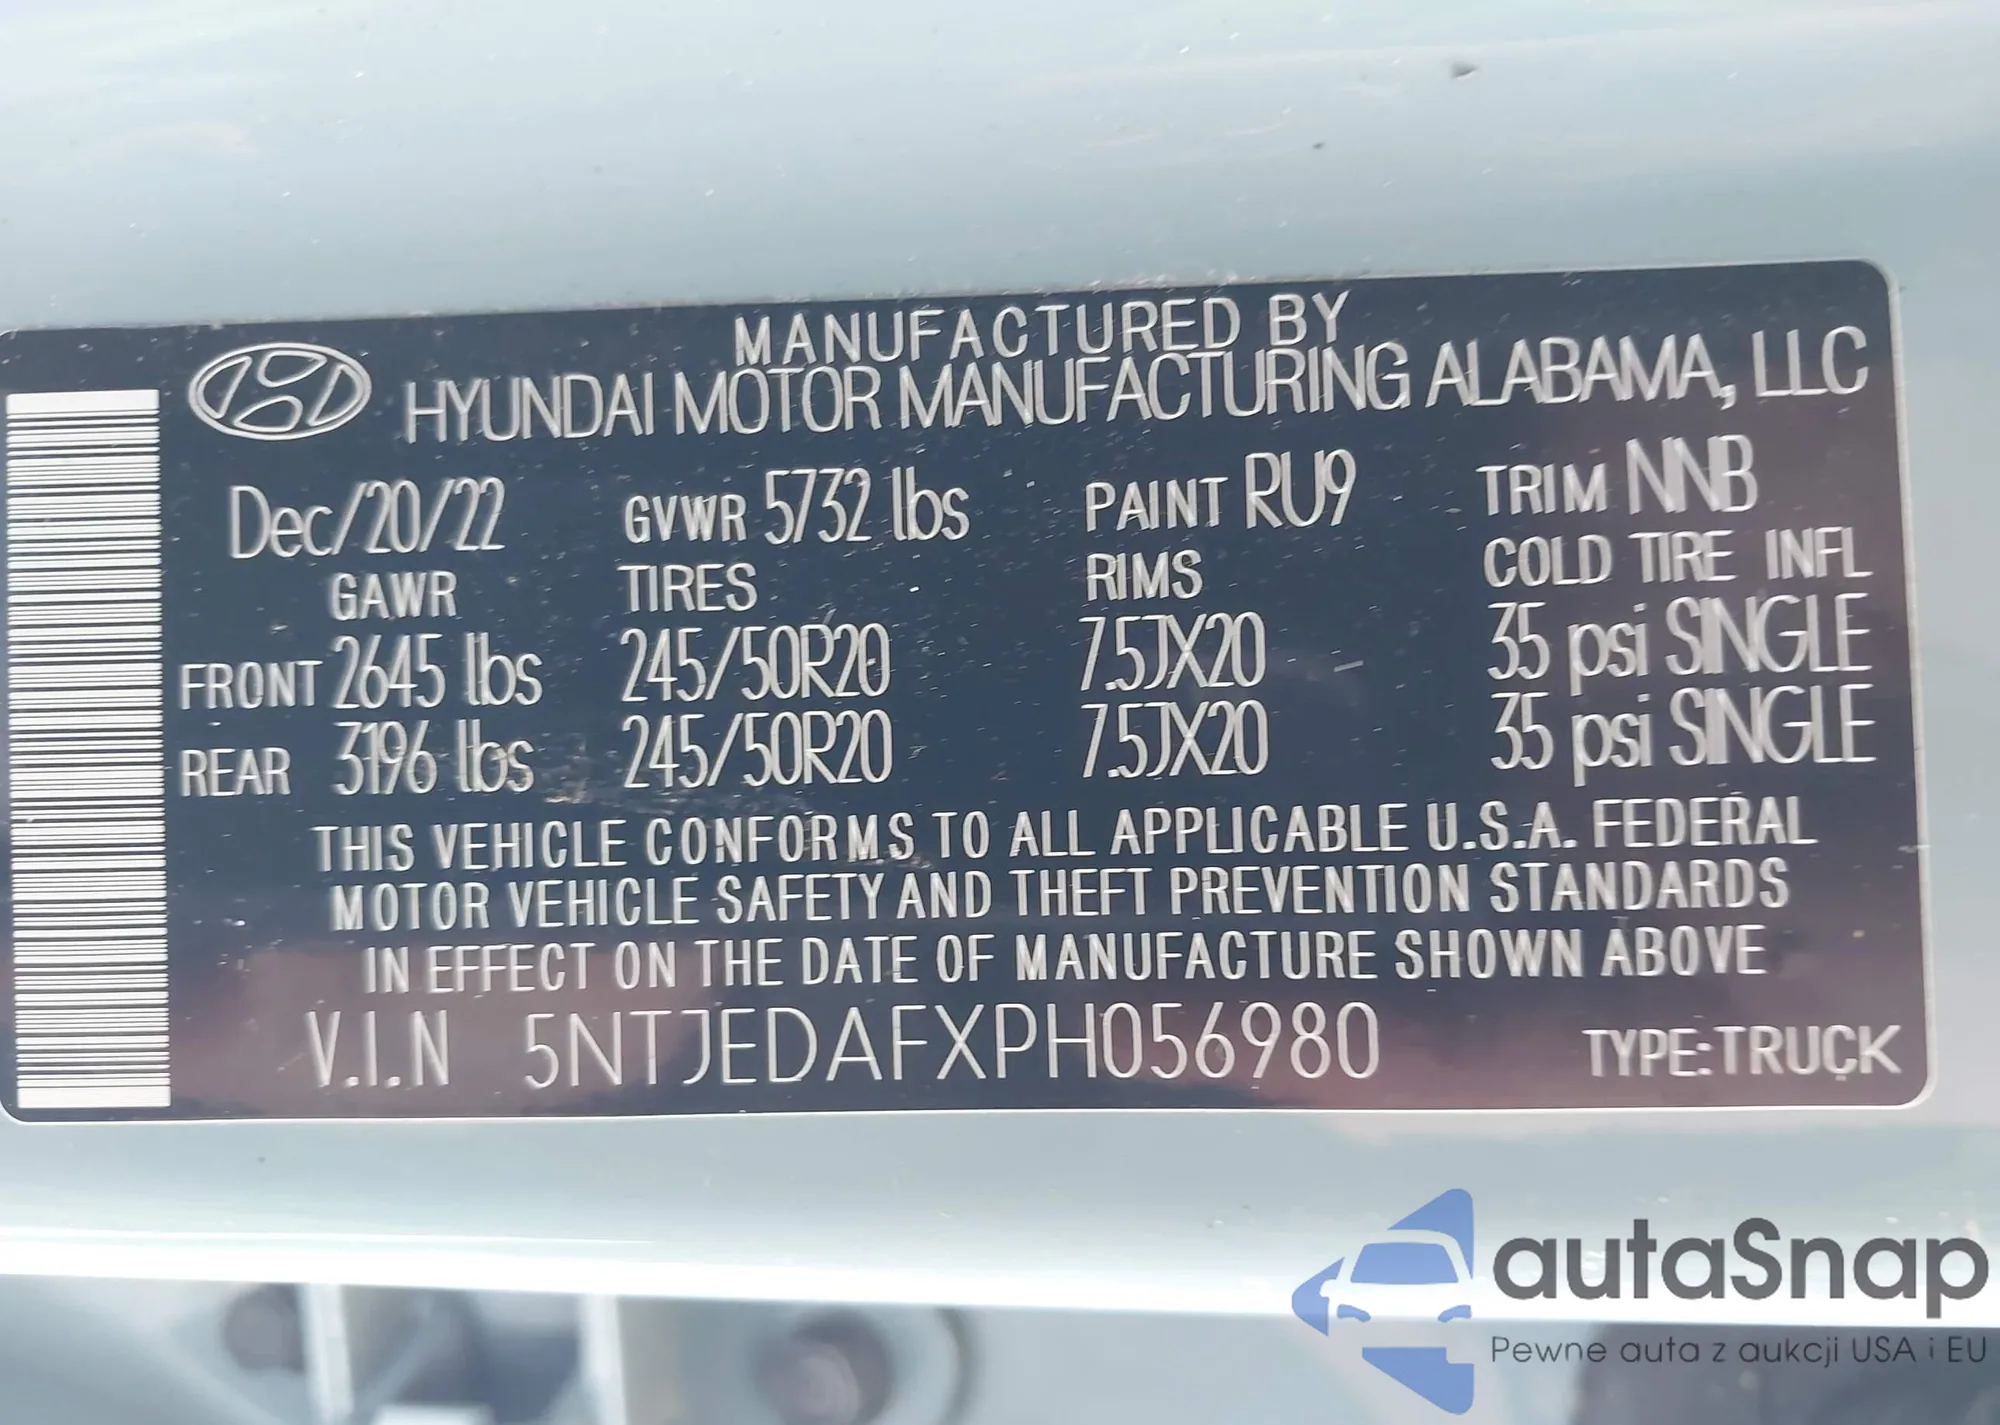 MANUFACTURED BY
HYUNDAI MOTOR MANUFACTURING ALABAMA, LLC
Dec/20/22 GVWR 5732 lbs PAINT RU9 TRIM NNB
GAWR TIRES RIMS COLD TIRE INFL
FRONT 2645 lbs 245/50R20 7.5JX20 35 psi SINGLE
REAR 3196 lbs 245/50R20 7.5JX20 35 psi SINGLE
THIS VEHICLE CONFORMS TO ALL APPLICABLE U.S.A. FEDERAL
MOTOR VEHICLE SAFETY AND THEFT PREVENTION STANDARDS
IN EFFECT ON THE DATE OF MANUFACTURE SHOWN ABOVE
V.I.N 5NTJEDAFXPH056980 TYPE:TRUCK
autaSnap
Pewne auta z aukcji USA i EU